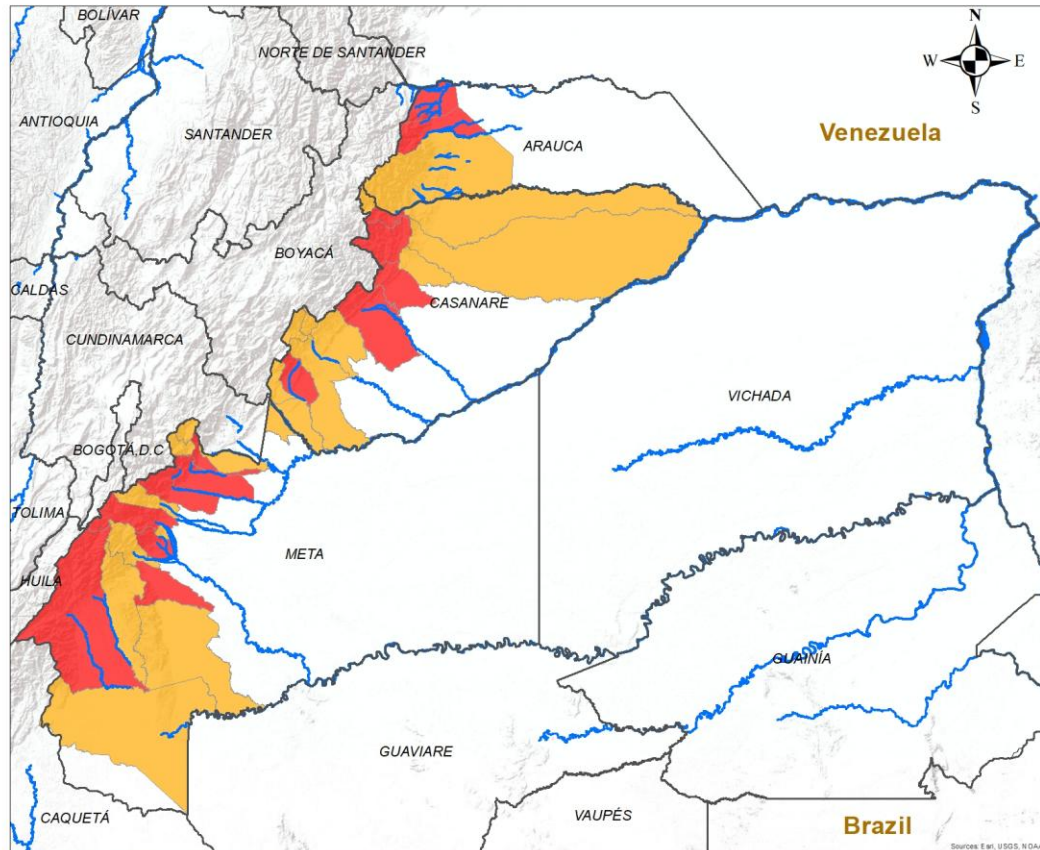 BOLÍVAR
N
NORTE DE SANTANDER
W
E
S
ANTIOQUIA
SANTANDER
Venezuela
ARAUCA
BOYACÁ
CALDAS
CASANARE
CUNDINAMARCA
VICHADA
BOGOTÁ,D.C
TOLIMA
META
HUILA
GUAINÍA
GUAVIARE
CAQUETÁ
VAUPÉS
Brazil
Sources: Esri, USGS, NOAA